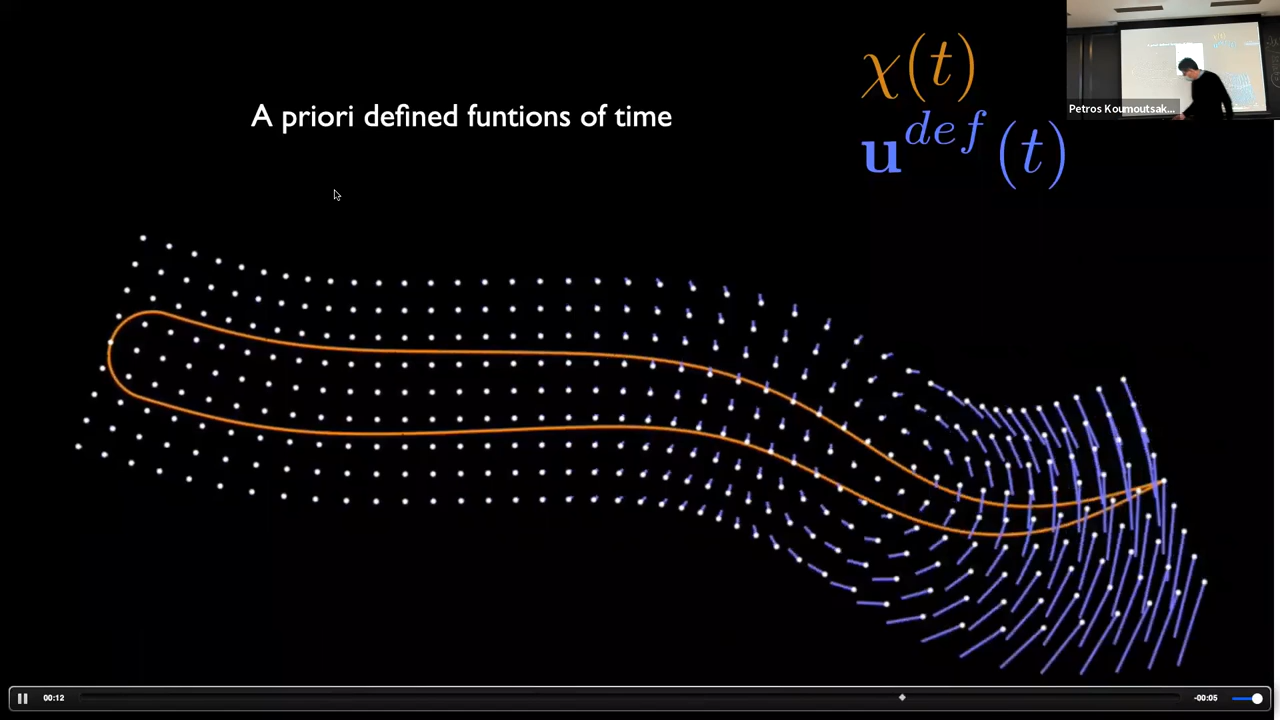 χ(t)
A priori defined funtions of time
u^{def}(t)
Petros Koumoutsak...
00:12
-00:05